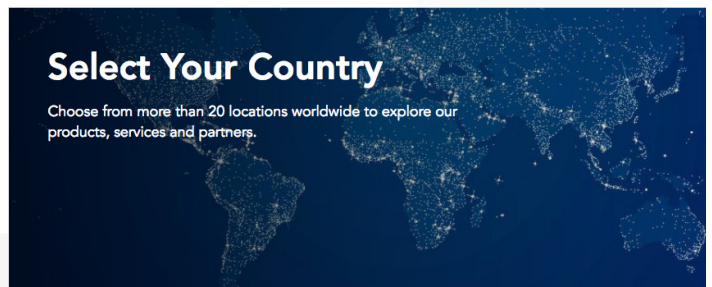 Select Your Country
Choose from more than 20 locations worldwide to explore our
products, services and partners.